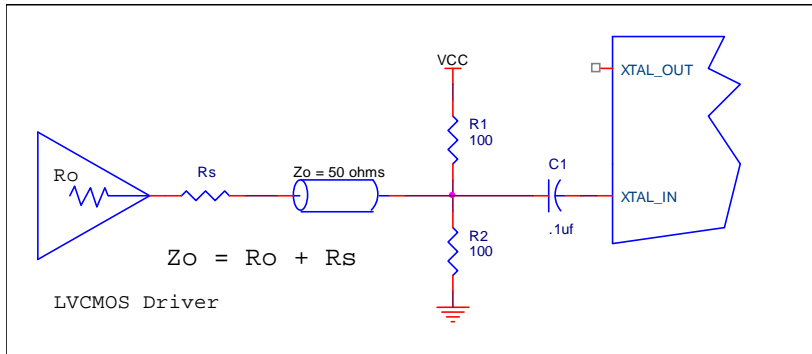 VCC
XTAL_OUT
R1
100
Ro
Rs
Zo = 50 ohms
C1
XTAL_IN
.1uf
R2
100
Zo = Ro + Rs
LVCMOS Driver